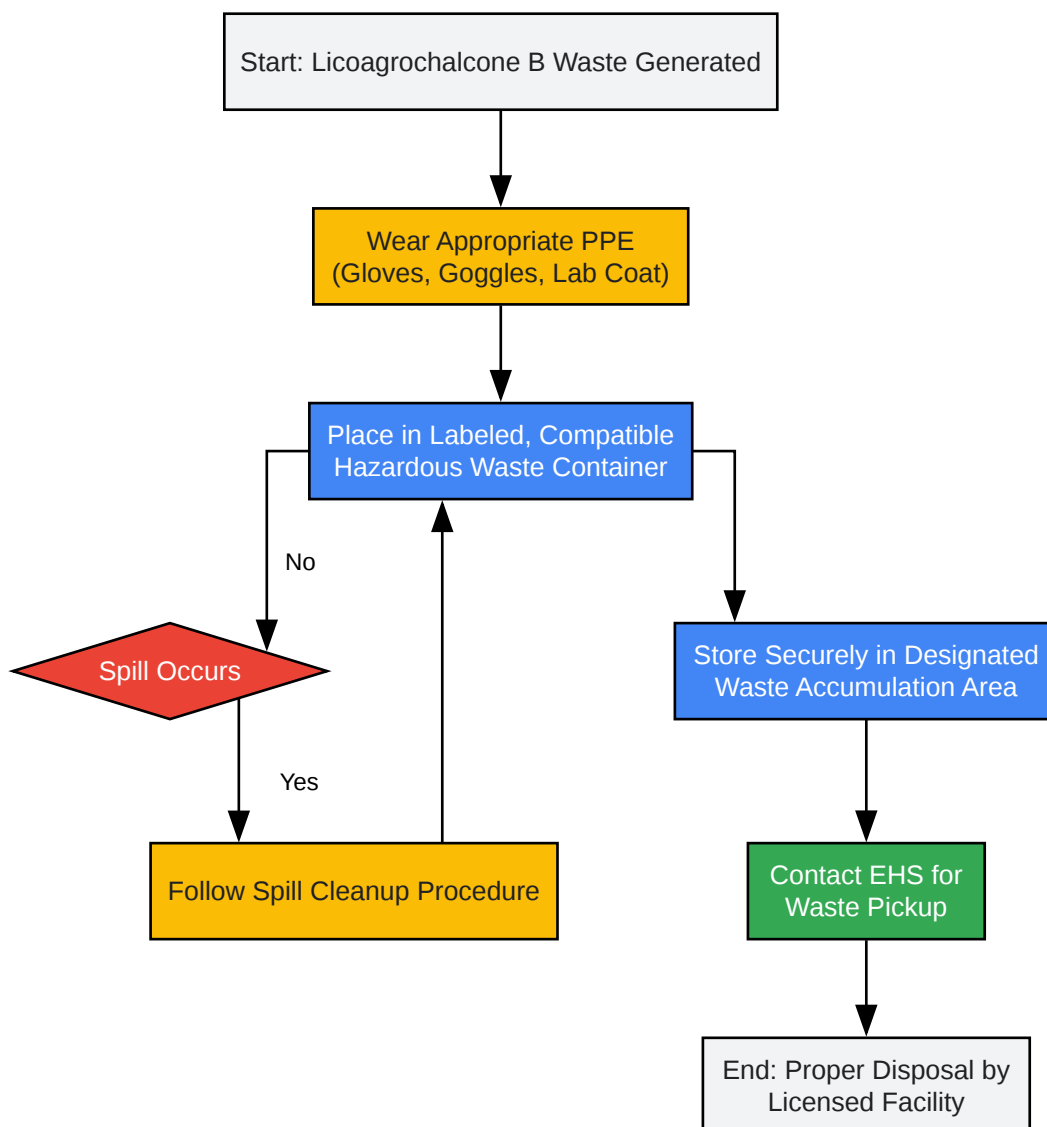 Start: Licoagrochalcone B Waste Generated
Wear Appropriate PPE
(Gloves, Goggles, Lab Coat)
Place in Labeled, Compatible
Hazardous Waste Container
No
Spill Occurs
Store Securely in Designated
Waste Accumulation Area
Yes
Follow Spill Cleanup Procedure
Contact EHS for
Waste Pickup
End: Proper Disposal by
Licensed Facility